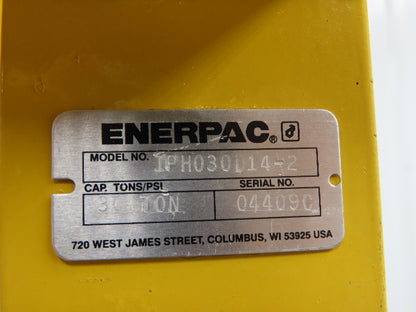 ENERPAC®
MODEL NO. IPH030L14-2
CAP. TONS/PSI SERIAL NO.
TON 04409C
720 WEST JAMES STREET, COLUMBUS, WI 53925 USA